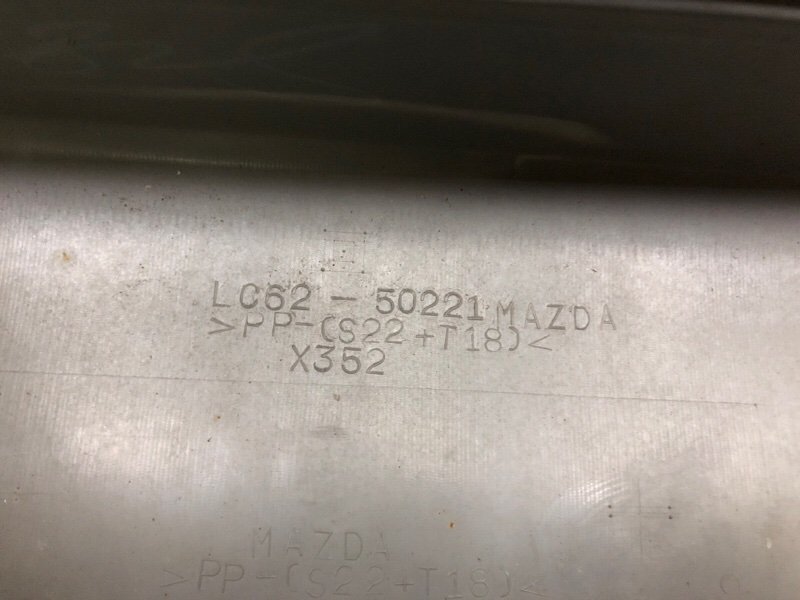 LC62-50221 MAZDA
>PP-(S22+T18)<
X352
MAZDA
>PP-(S22+T18)<